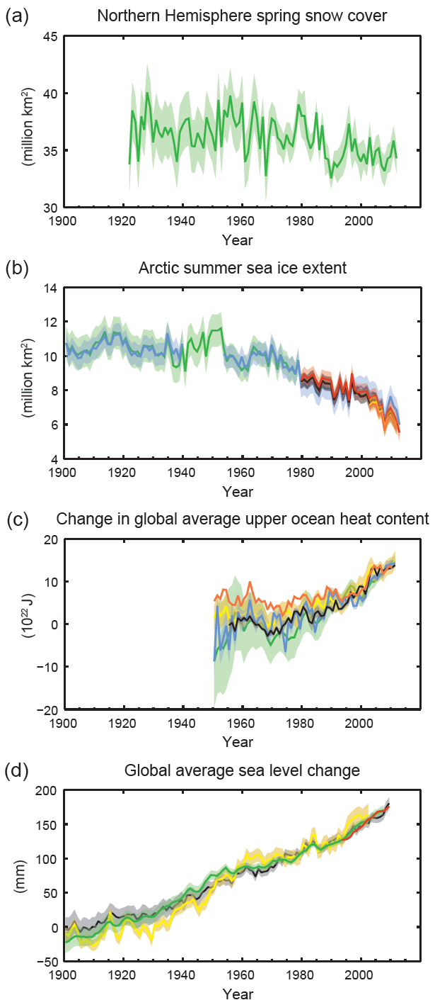 (a) Northern Hemisphere spring snow cover
45
40
35
30
(million km²)
1900 1920 1940 1960 1980 2000
Year
(b) Arctic summer sea ice extent
14
12
10
8
6
4
(million km²)
1900 1920 1940 1960 1980 2000
Year
(c) Change in global average upper ocean heat content
20
10
0
−10
−20
(10²² J)
1900 1920 1940 1960 1980 2000
Year
(d) Global average sea level change
200
150
100
50
0
−50
(mm)
1900 1920 1940 1960 1980 2000
Year